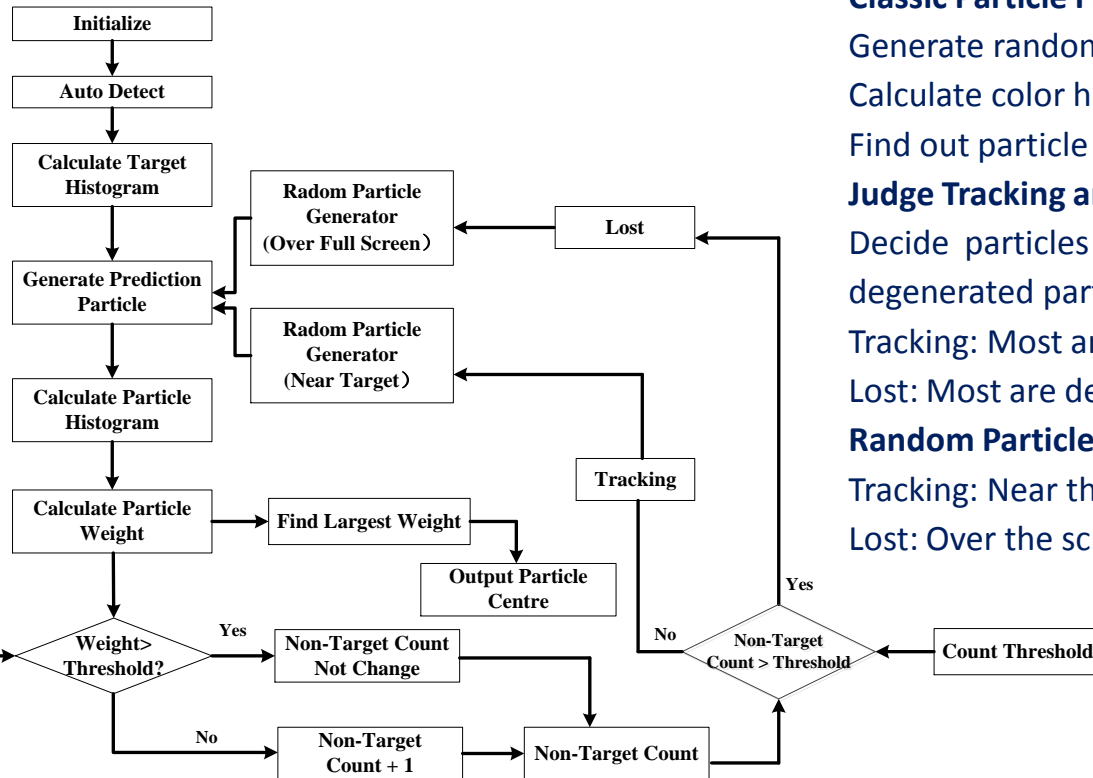 Initialize
Auto Detect
Calculate Target
Histogram
Generate Prediction
Particle
Calculate Particle
Histogram
Calculate Particle
Weight
Find Largest Weight
Output Particle
Centre
Weight>
Threshold?
Yes
No
Non-Target Count
Not Change
Non-Target
Count + 1
Non-Target Count
Non-Target
Count > Threshold
Count Threshold
No
Yes
Tracking
Lost
Radom Particle
Generator
(Over Full Screen）
Radom Particle
Generator
(Near Target）
Classic Particle
Generate random
Calculate color
Find out particle
Judge Tracking
Decide particles
degenerated
Tracking: Most
Lost: Most are
Random Particle
Tracking: Near
Lost: Over the